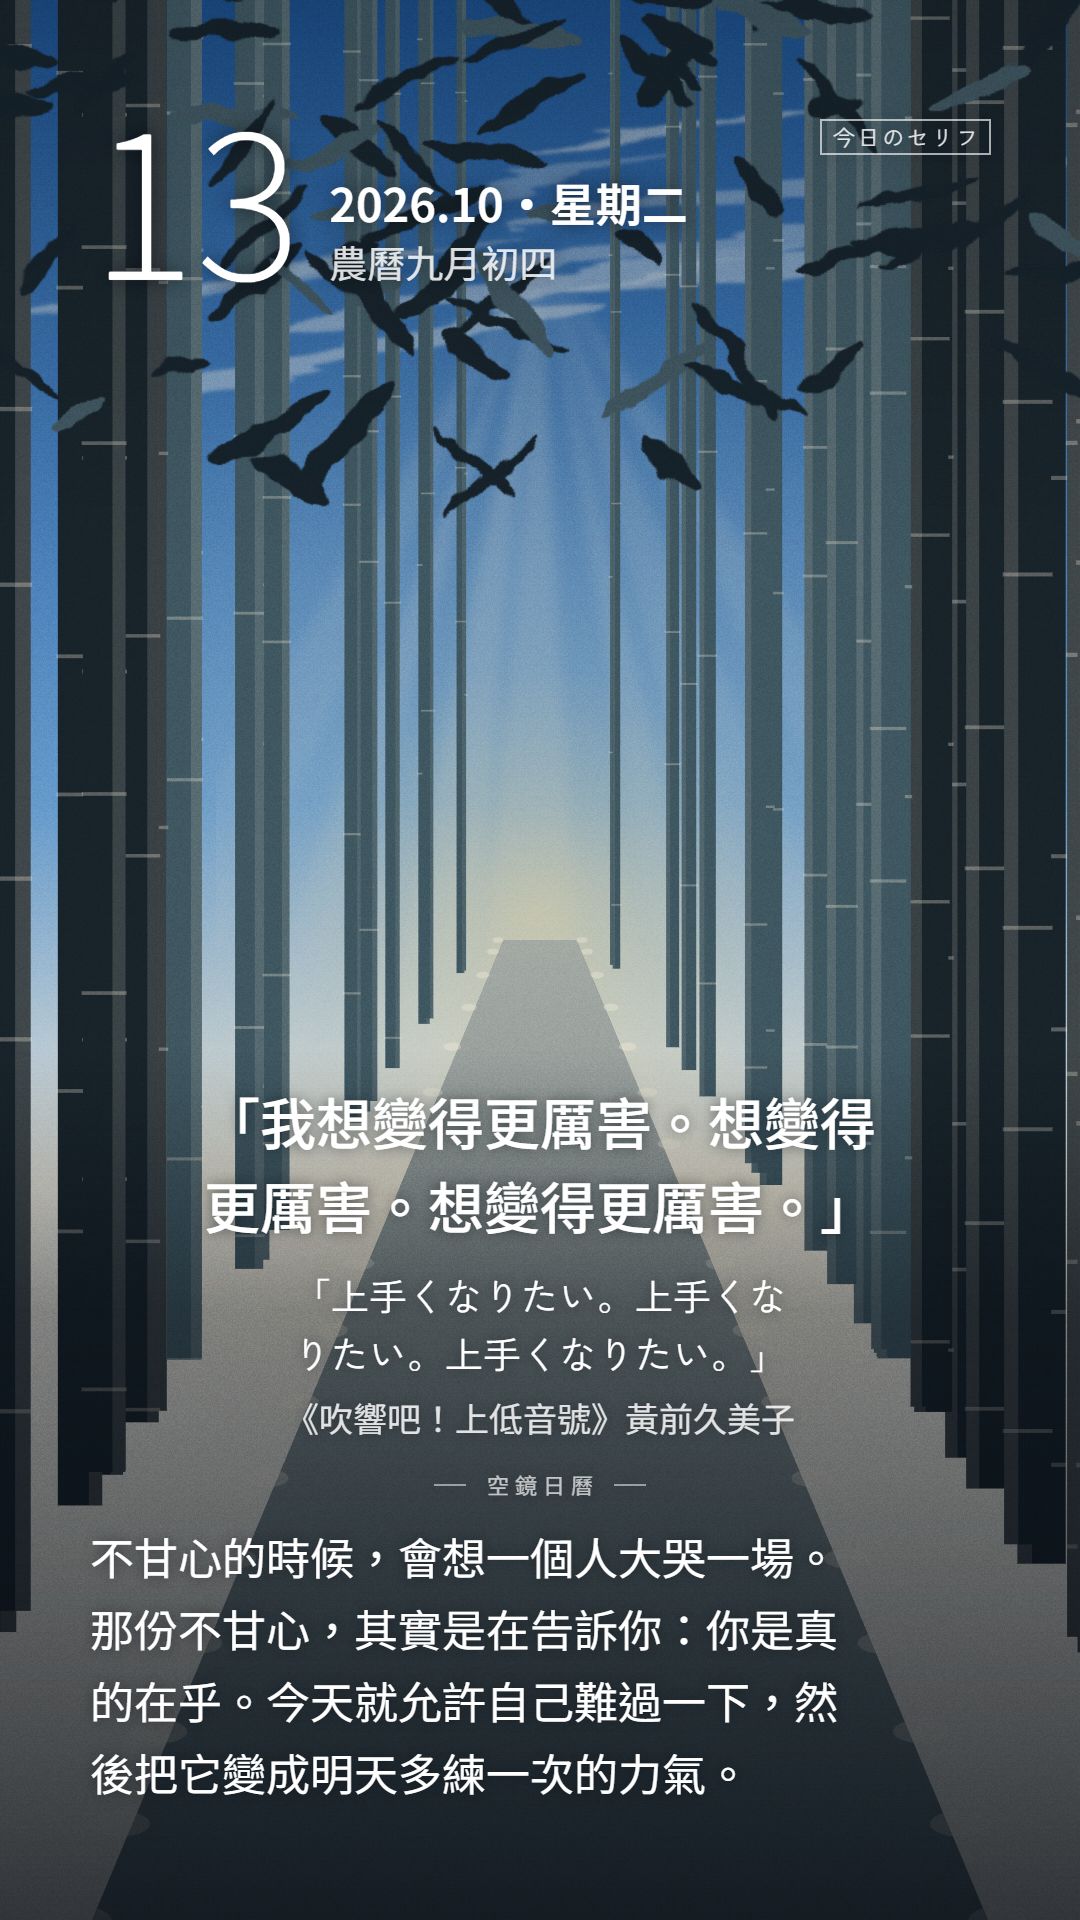 13
2026.10・星期二
農曆九月初四
今日のセリフ
「我想變得更厲害。想變得
更厲害。想變得更厲害。」
「上手くなりたい。上手くな
りたい。上手くなりたい。」
《吹響吧！上低音號》黃前久美子
空鏡日曆
不甘心的時候，會想一個人大哭一場。
那份不甘心，其實是在告訴你：你是真
的在乎。今天就允許自己難過一下，然
後把它變成明天多練一次的力氣。